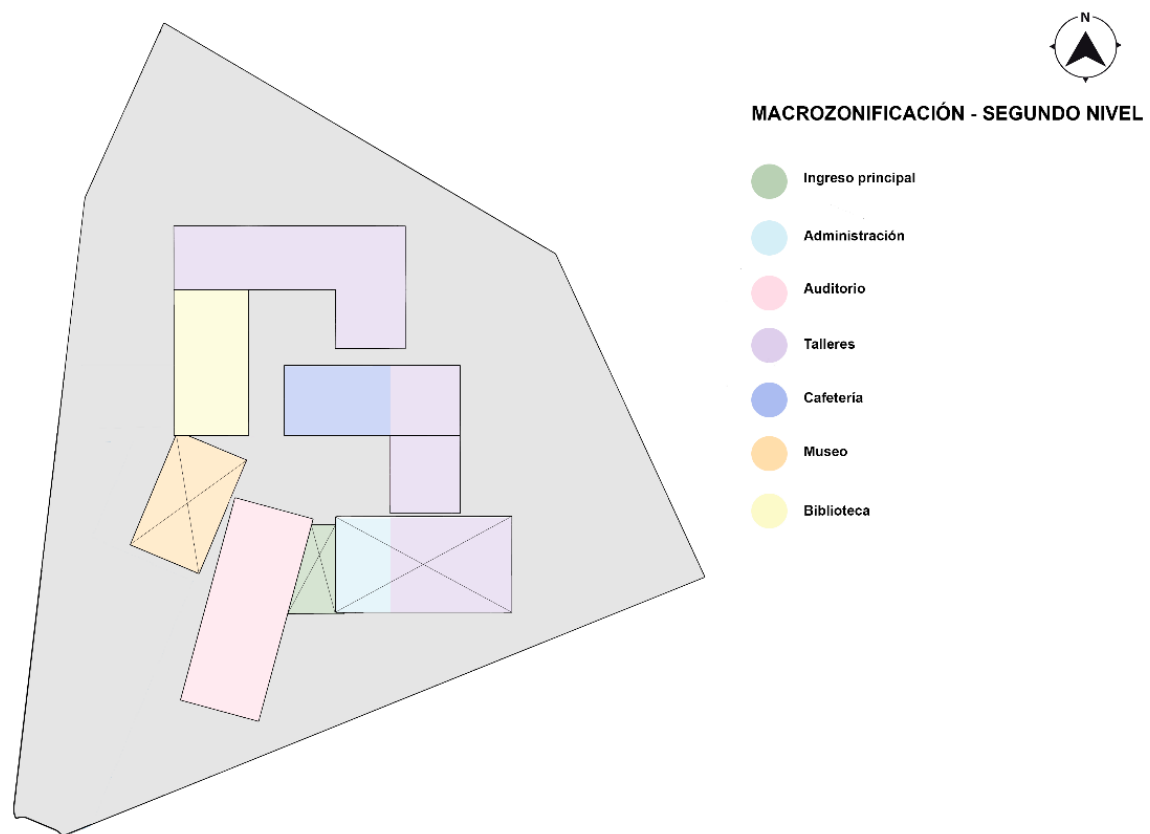 N
MACROZONIFICACIÓN - SEGUNDO NIVEL
Ingreso principal
Administración
Auditorio
Talleres
Cafetería
Museo
Biblioteca